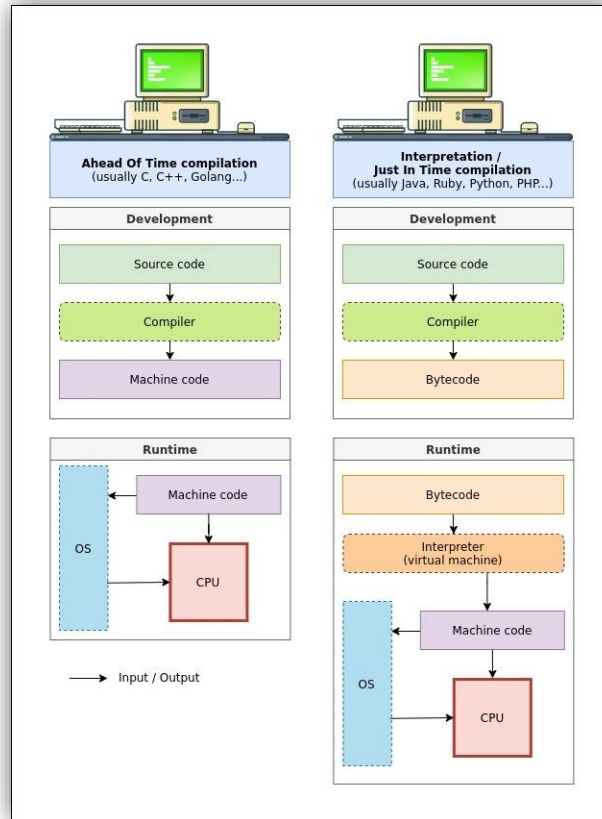 Ahead Of Time compilation
(usually C, C++, Golang...)
Development
Source code
Compiler
Machine code
Runtime
Machine code
OS
CPU
Input / Output
Interpretation /
Just In Time compilation
(usually Java, Ruby, Python, PHP...)
Development
Source code
Compiler
Bytecode
Runtime
Bytecode
Interpreter
(virtual machine)
Machine code
OS
CPU